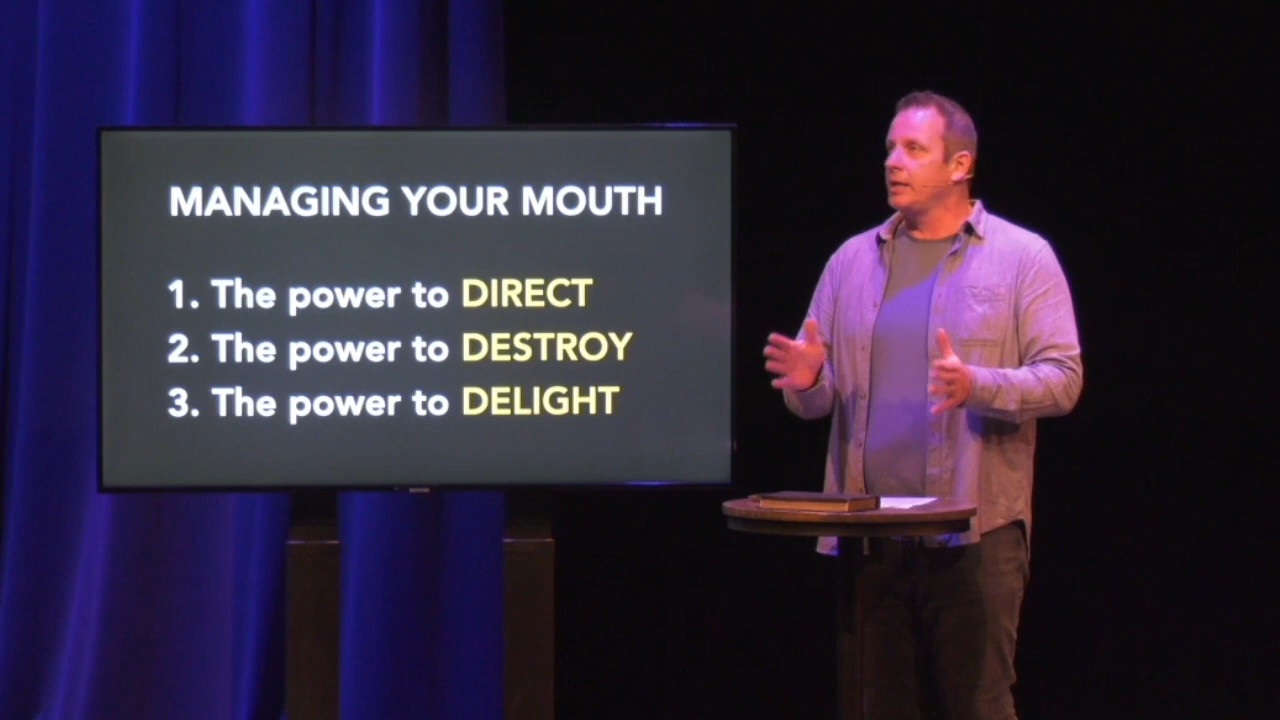 MANAGING YOUR MOUTH
1. The power to DIRECT
2. The power to DESTROY
3. The power to DELIGHT